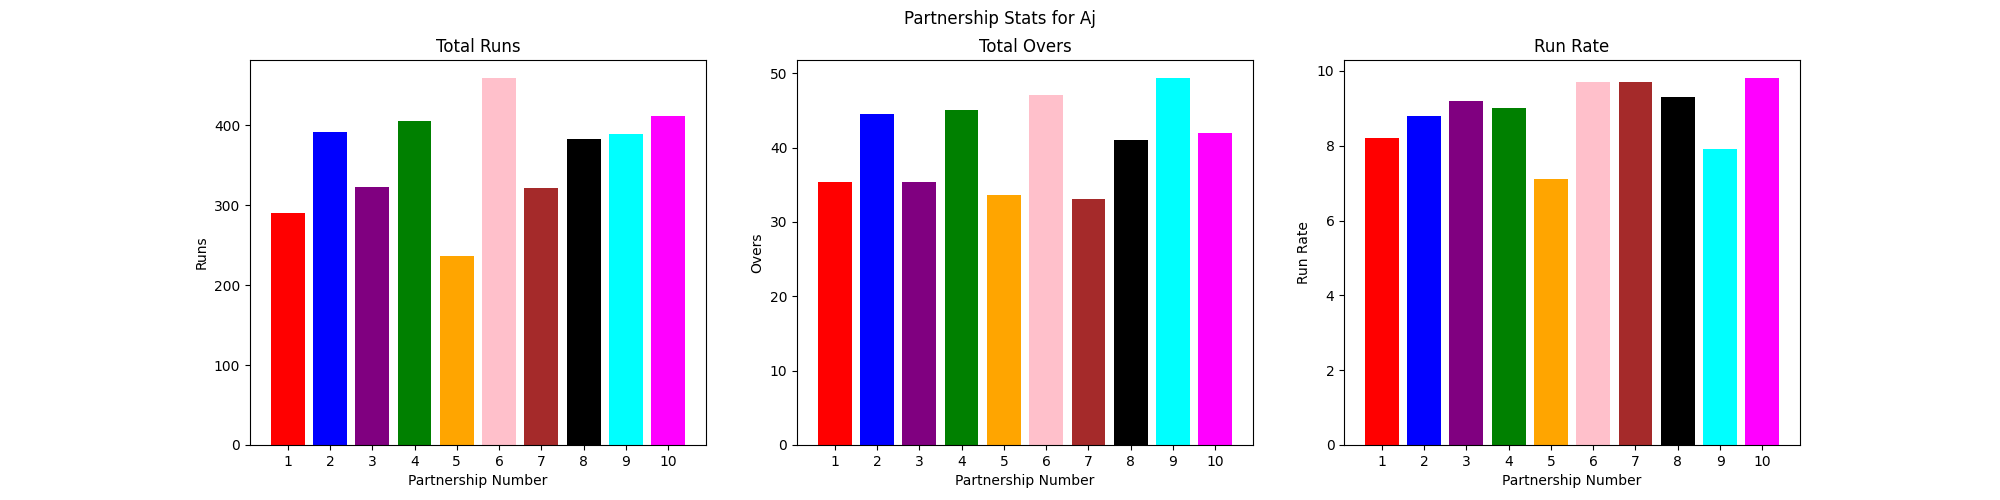 Partnership Stats for Aj
Total Runs
Runs
400
300
200
100
0
1 2 3 4 5 6 7 8 9 10
Partnership Number
Total Overs
Overs
50
40
30
20
10
0
1 2 3 4 5 6 7 8 9 10
Partnership Number
Run Rate
Run Rate
10
8
6
4
2
0
1 2 3 4 5 6 7 8 9 10
Partnership Number